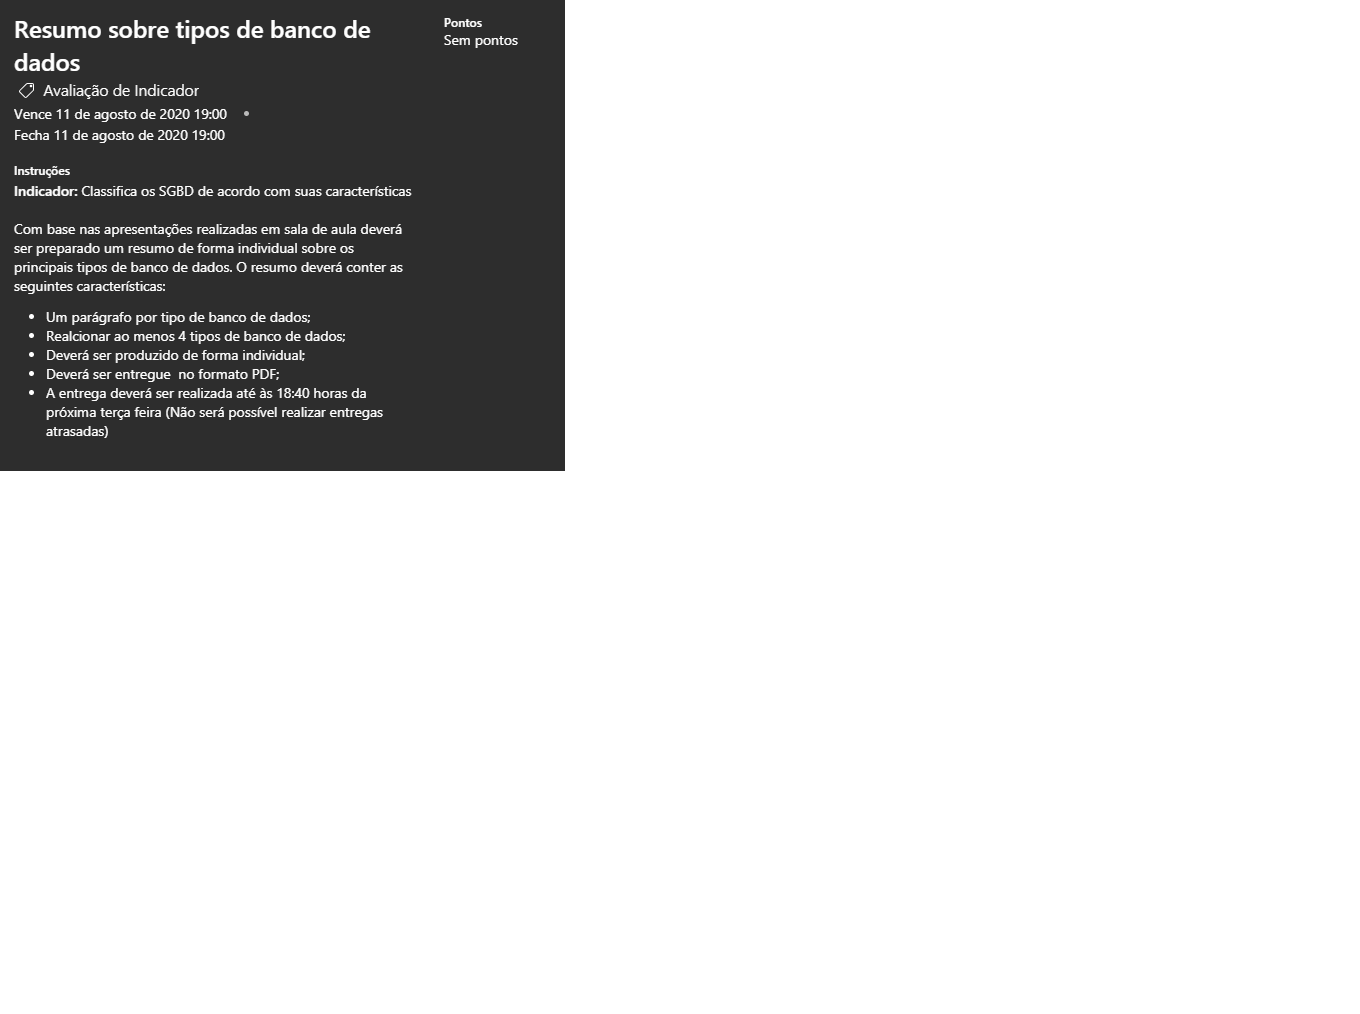 Resumo sobre tipos de banco de
dados
Avaliação de Indicador
Vence 11 de agosto de 2020 19:00 •
Fecha 11 de agosto de 2020 19:00
Pontos
Sem pontos
Instruções
Indicador: Classifica os SGBD de acordo com suas características
Com base nas apresentações realizadas em sala de aula deverá
ser preparado um resumo de forma individual sobre os
principais tipos de banco de dados. O resumo deverá conter as
seguintes características:
• Um parágrafo por tipo de banco de dados;
• Realcionar ao menos 4 tipos de banco de dados;
• Deverá ser produzido de forma individual;
• Deverá ser entregue  no formato PDF;
• A entrega deverá ser realizada até às 18:40 horas da
próxima terça feira (Não será possível realizar entregas
atrasadas)